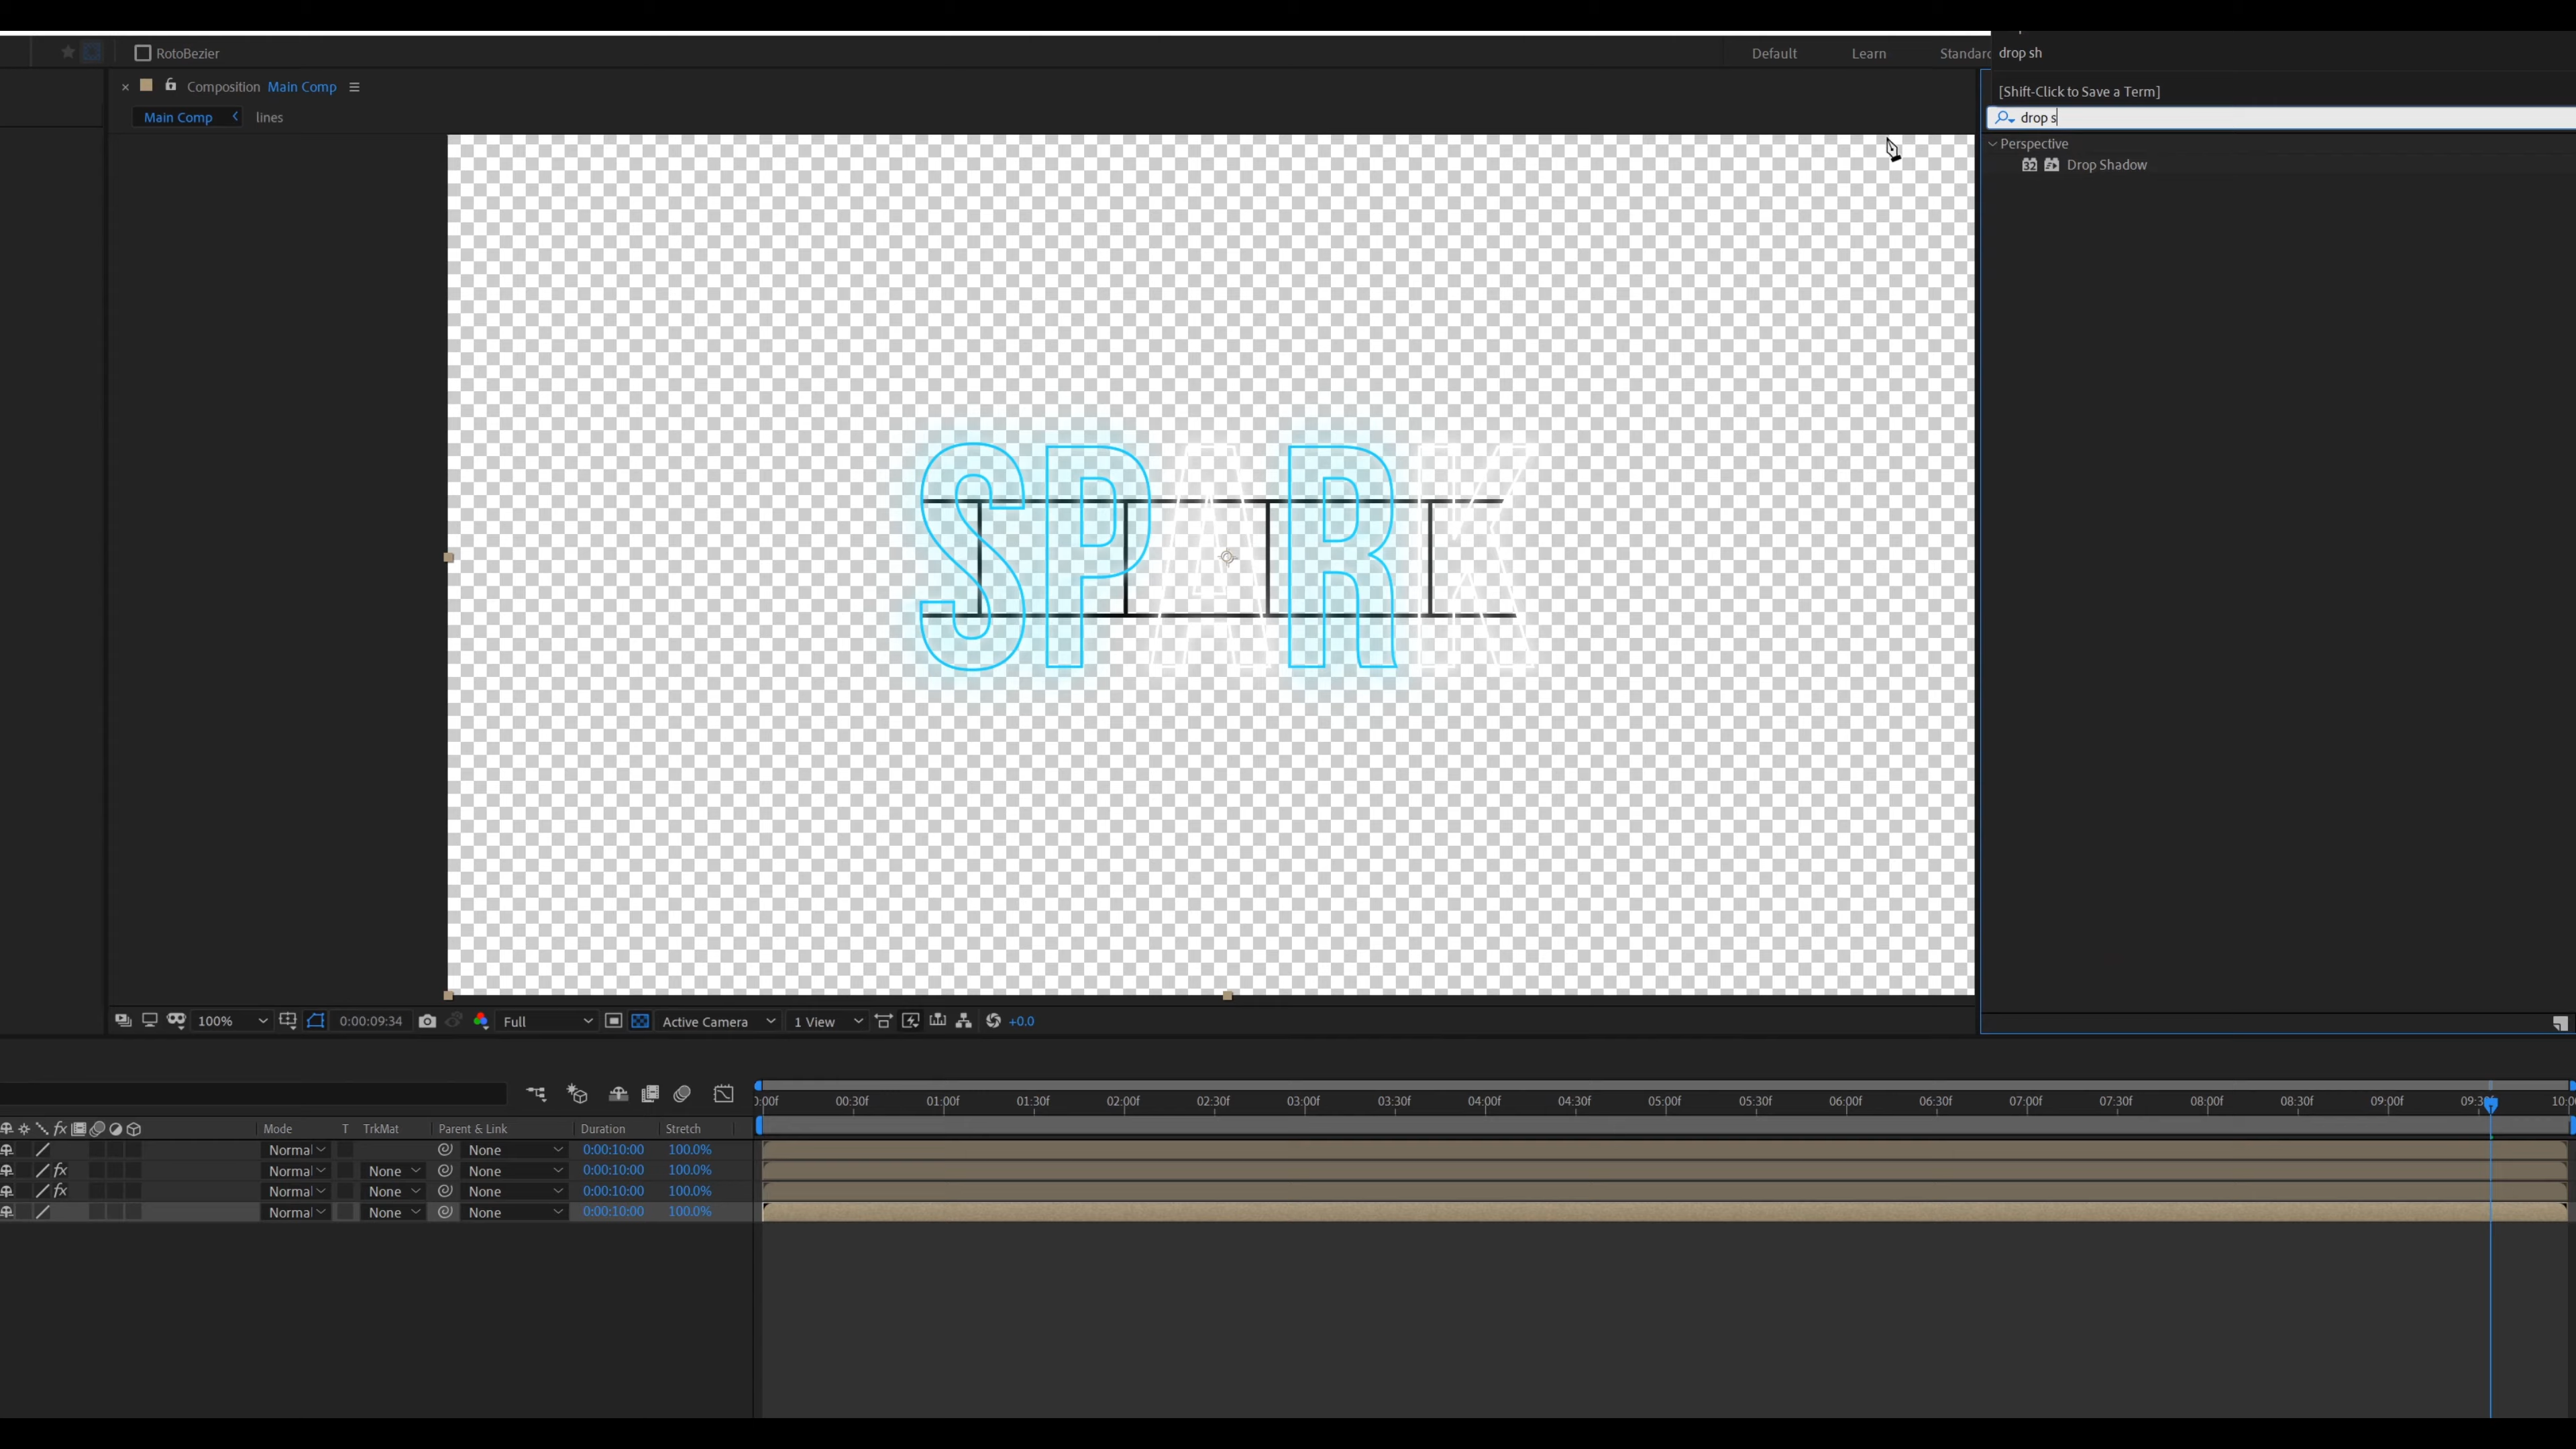 RotoBezier
Default Learn Standard
drop sh
[Shift-Click to Save a Term]
drop s
Composition Main Comp
Main Comp lines
Perspective
32 Drop Shadow
SPARK
100% 0:00:09:34 Full Active Camera 1 View +0.0
00:30f 01:00f 01:30f 02:00f 02:30f 03:00f 03:30f 04:00f 04:30f 05:00f 05:30f 06:00f 06:30f 07:00f 07:30f 08:00f 08:30f 09:00f
fx Mode T TrkMat Parent & Link Duration Stretch
Normal None 0:00:10:00 100.0%
fx Normal None None 0:00:10:00 100.0%
fx Normal None None 0:00:10:00 100.0%
Normal None None 0:00:10:00 100.0%